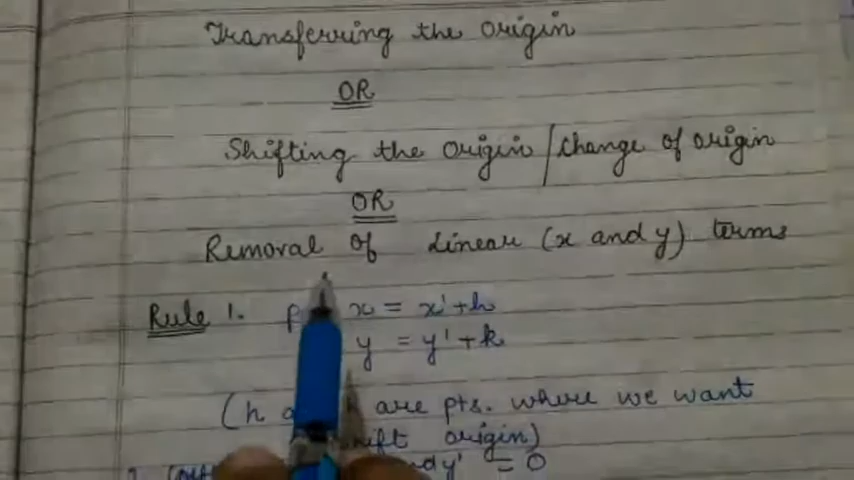 Transferring the origin
OR
Shifting the origin / change of origin
OR
Removal of Linear (x and y) terms
Rule 1. x = x' + h
y = y' + k
(h are pts. where we want
origin)
y' = 0